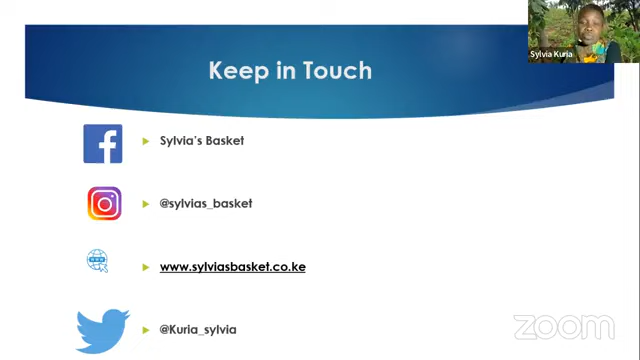 Keep in Touch
Sylvia Kuria
Sylvia's Basket
@sylvias_basket
www.sylviasbasket.co.ke
@Kuria_sylvia
zoom